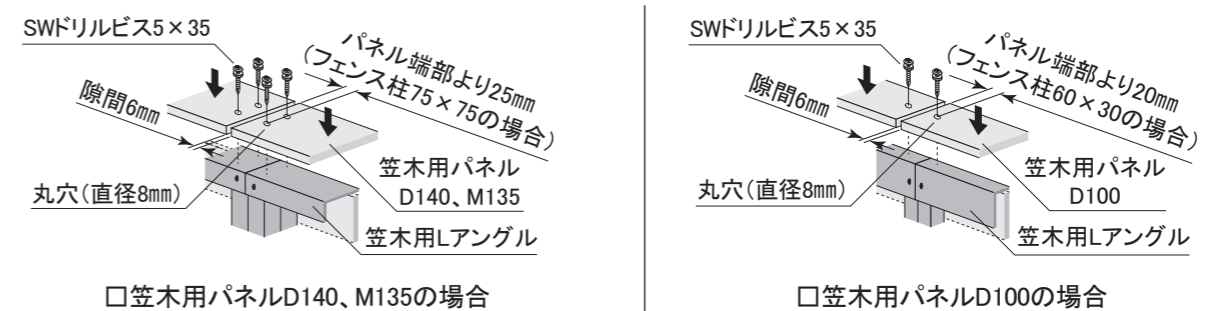 SWドリルビス5×35
パネル端部より25㎜
（フェンス柱75×75の場合）
隙間6㎜
丸穴（直径8㎜）
笠木用パネル
D140、M135
笠木用Lアングル
□笠木用パネルD140、M135の場合
SWドリルビス5×35
パネル端部より20㎜
（フェンス柱60×30の場合）
隙間6㎜
丸穴（直径8㎜）
笠木用パネル
D100
笠木用Lアングル
□笠木用パネルD100の場合